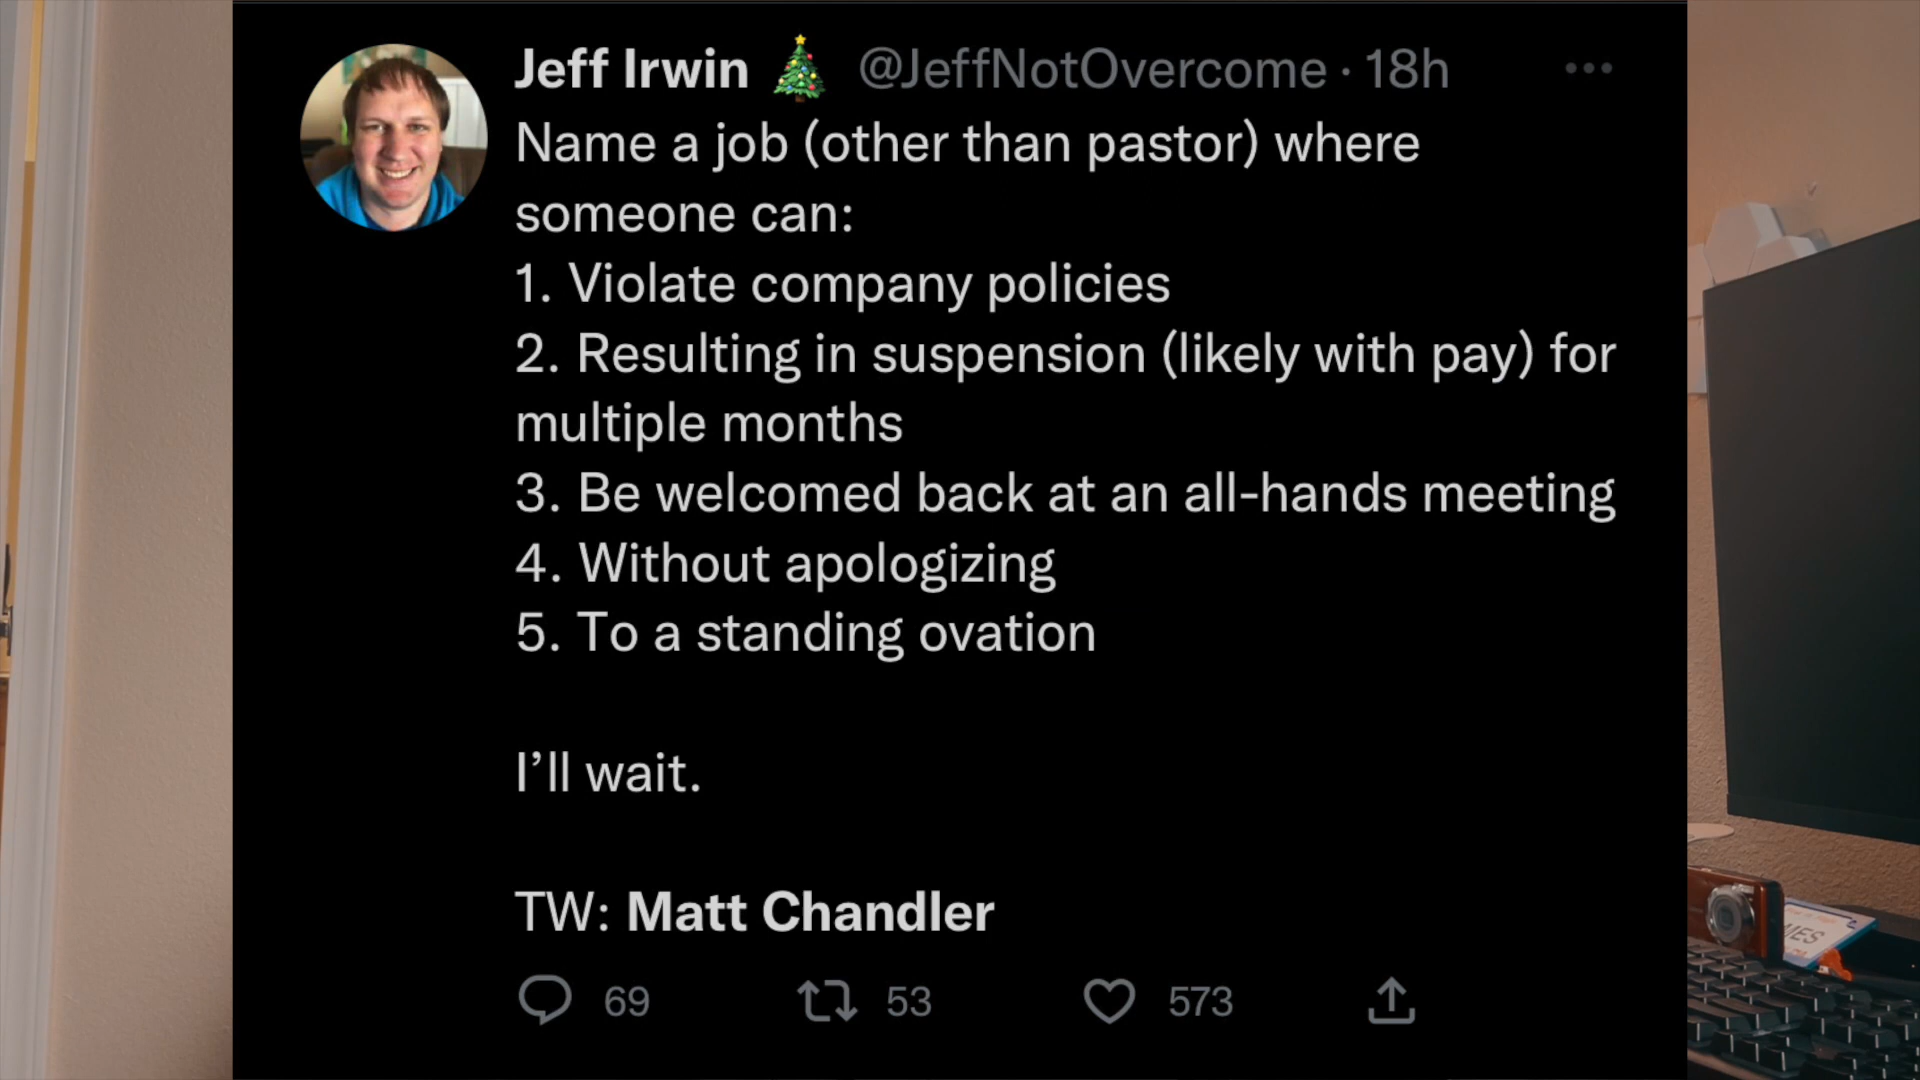 Jeff Irwin 🎄 @JeffNotOvercome · 18h
Name a job (other than pastor) where
someone can:
1. Violate company policies
2. Resulting in suspension (likely with pay) for
multiple months
3. Be welcomed back at an all-hands meeting
4. Without apologizing
5. To a standing ovation
I’ll wait.
TW: Matt Chandler
69 53 573